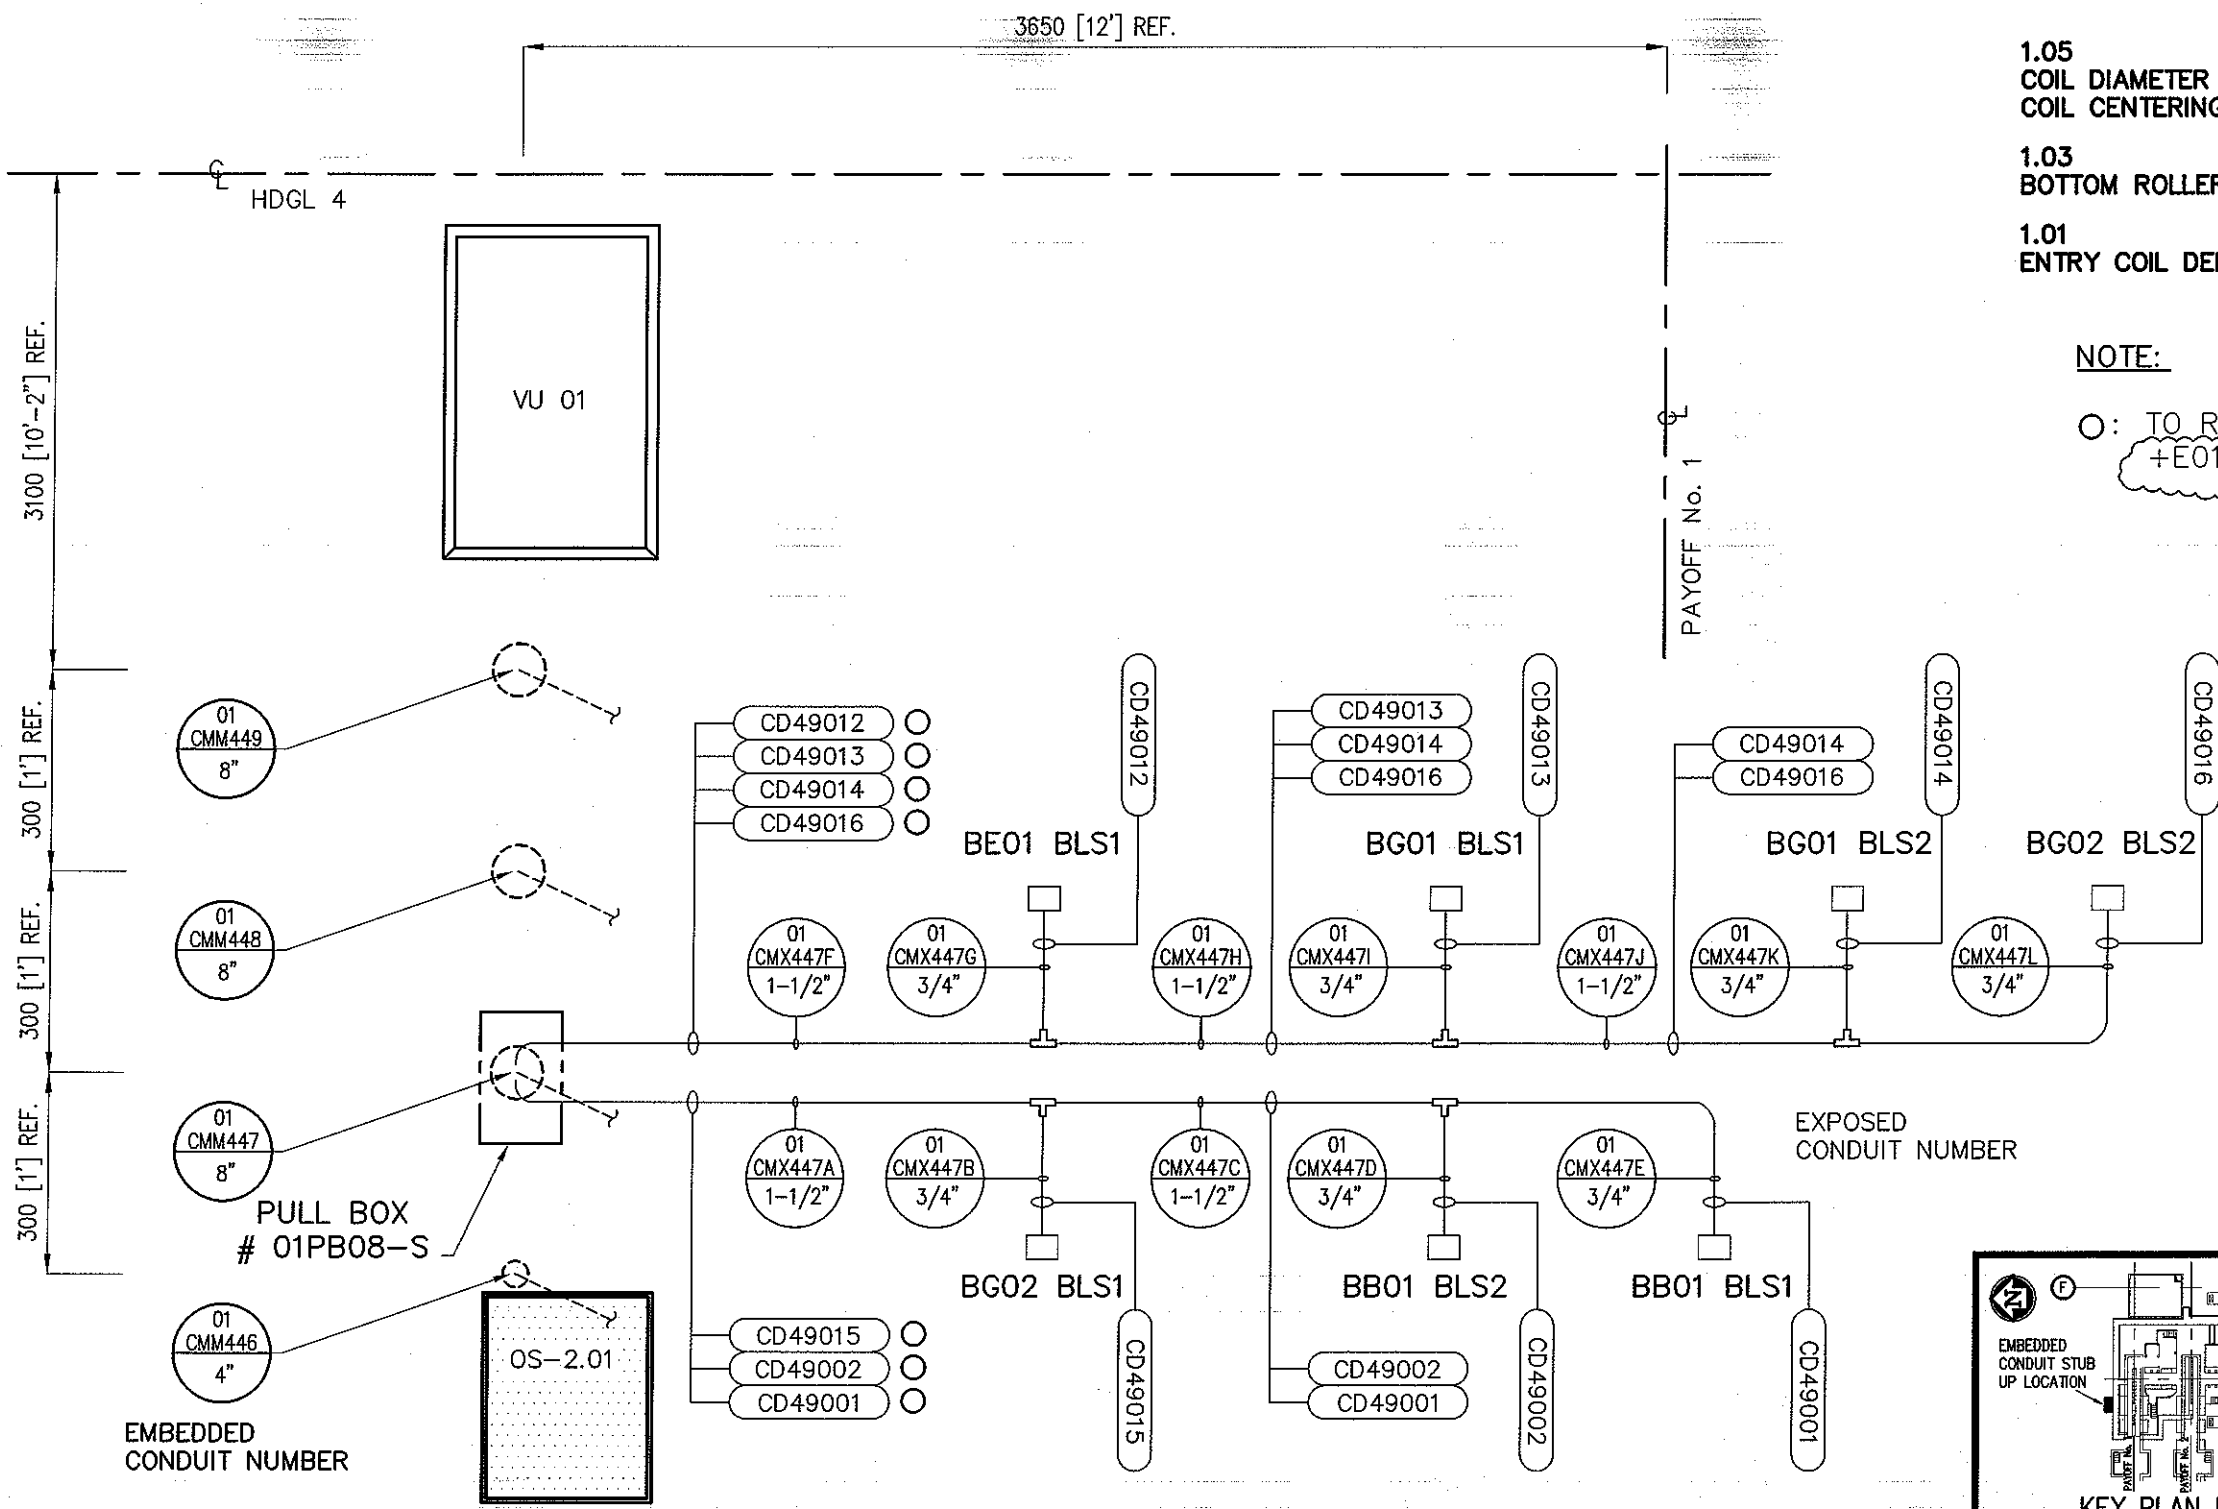 3650 [12'] REF.
1.05
COIL DIAMETER
COIL CENTERING
1.03
BOTTOM ROLLER
1.01
ENTRY COIL
NOTE:
○: TO
+E01
℄
HDGL 4
3100 [10'-2"] REF.
VU 01
℄
PAYOFF No. 1
300 [1'] REF.
300 [1'] REF.
300 [1'] REF.
01
CMM449
8"
01
CMM448
8"
01
CMM447
8"
01
CMM446
4"
PULL BOX
# 01PB08-S
EMBEDDED
CONDUIT NUMBER
OS-2.01
CD49012
CD49013
CD49014
CD49016
CD49012
CD49013
CD49014
CD49016
CD49013
CD49014
CD49016
CD49014
CD49016
BE01 BLS1
BG01 BLS1
BG01 BLS2
BG02 BLS2
01
CMX447F
1-1/2"
01
CMX447G
3/4"
01
CMX447H
1-1/2"
01
CMX447I
3/4"
01
CMX447J
1-1/2"
01
CMX447K
3/4"
01
CMX447L
3/4"
EXPOSED
CONDUIT NUMBER
01
CMX447A
1-1/2"
01
CMX447B
3/4"
01
CMX447C
1-1/2"
01
CMX447D
3/4"
01
CMX447E
3/4"
BG02 BLS1
BB01 BLS2
BB01 BLS1
CD49015
CD49002
CD49001
CD49015
CD49002
CD49001
CD49002
CD49001
N
F
EMBEDDED
CONDUIT STUB
UP LOCATION
PAYOFF No. 1
PAYOFF No. 2
KEY PLAN